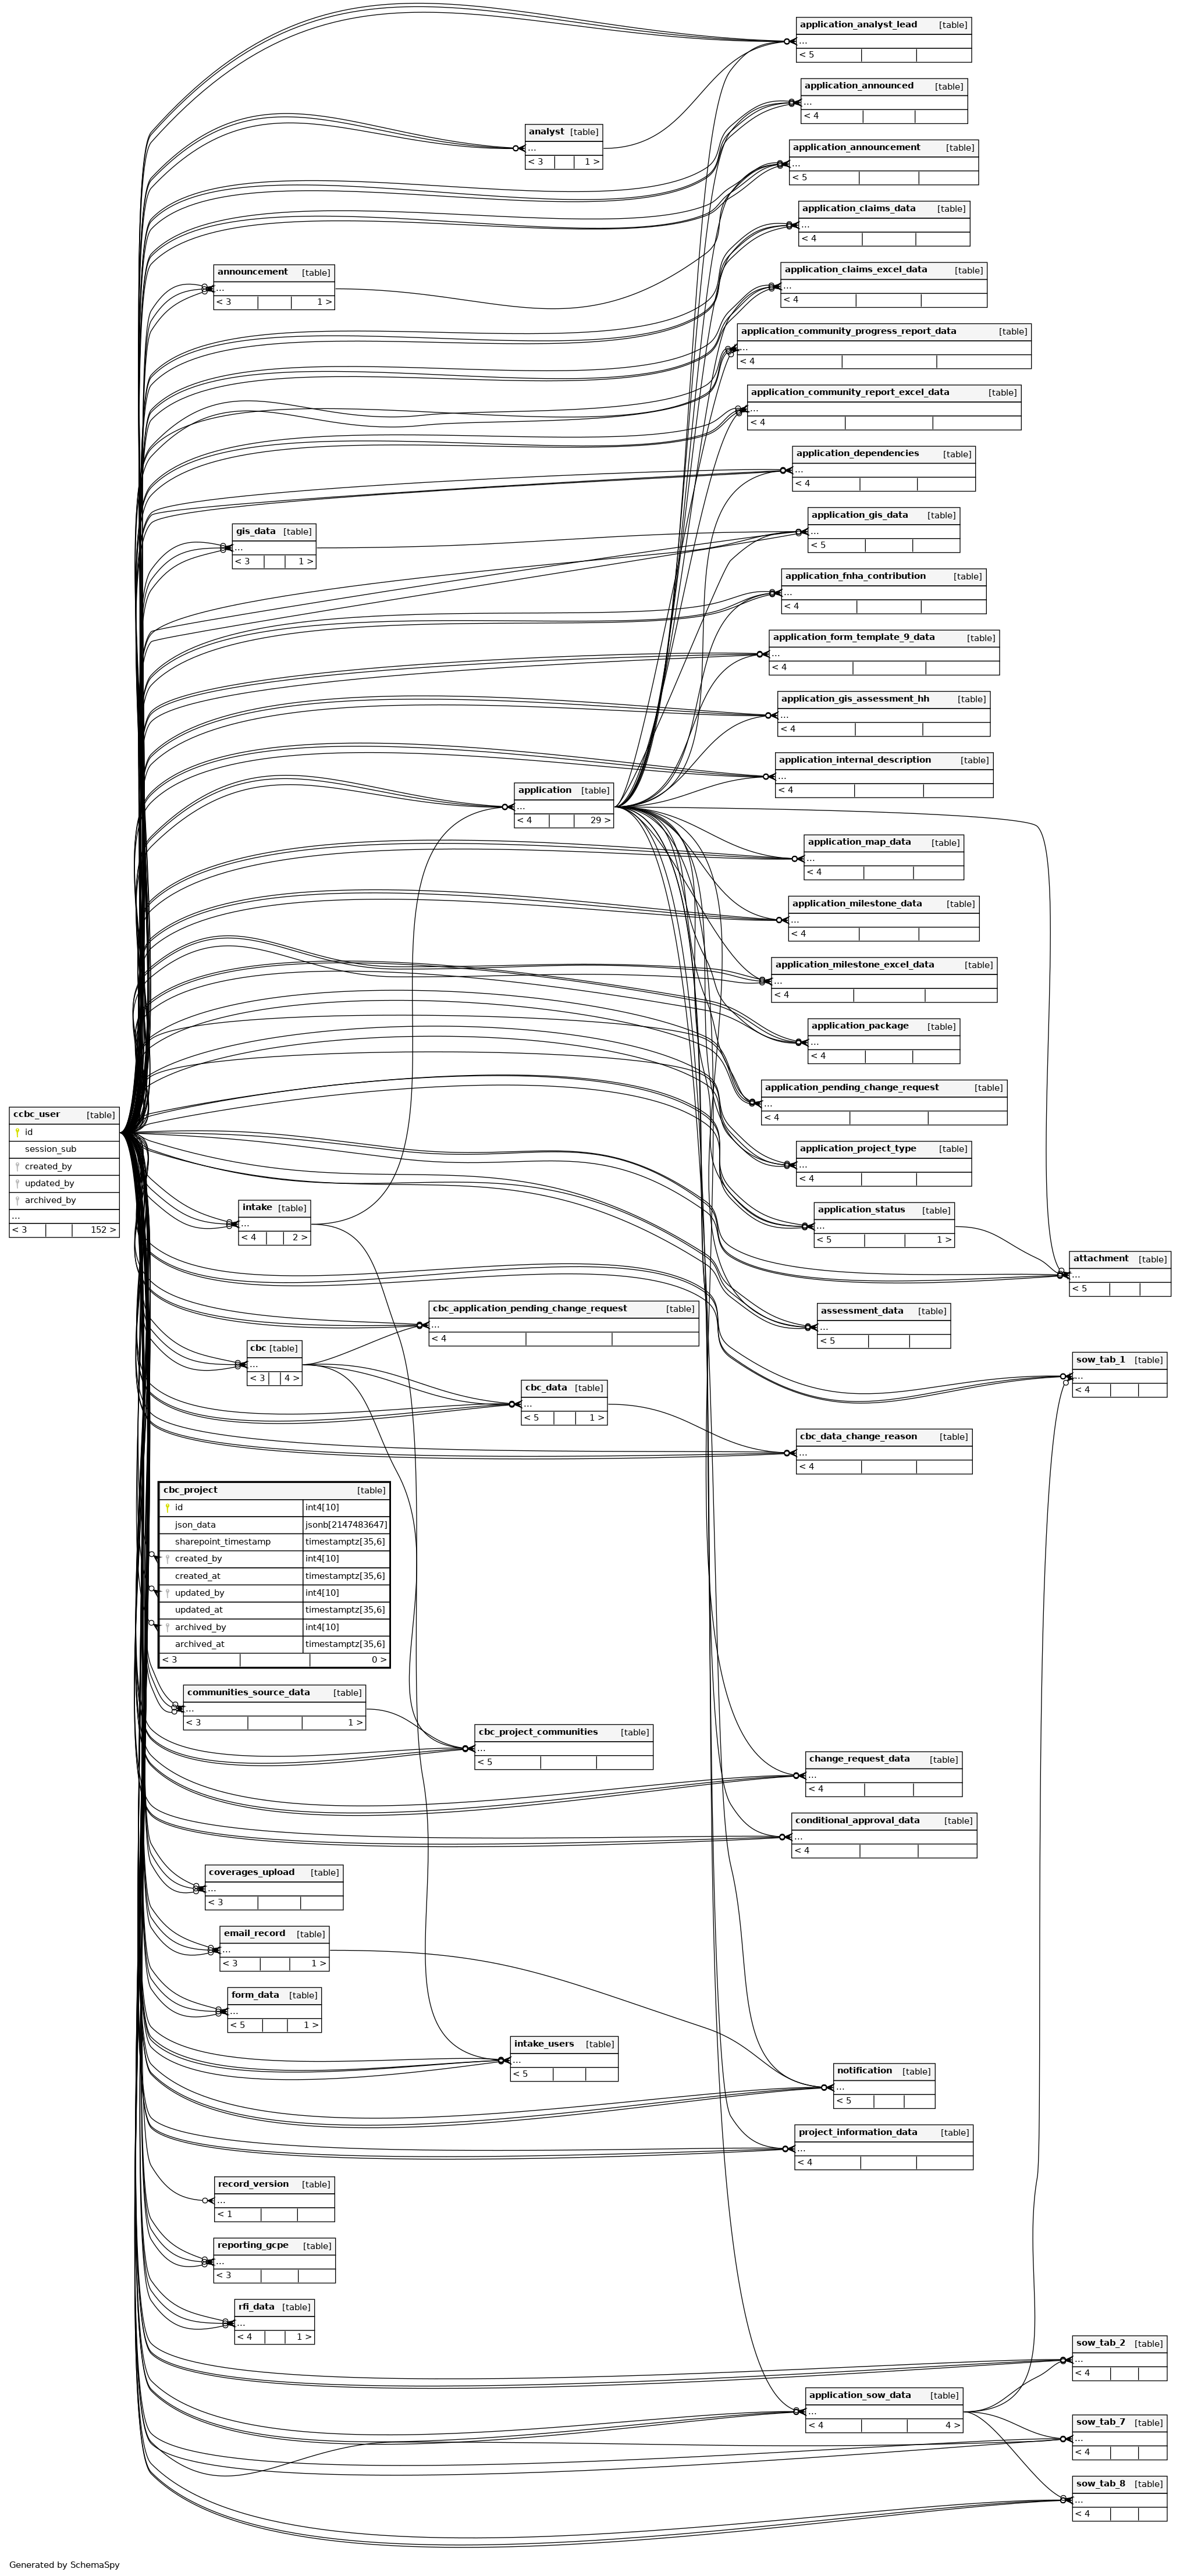 application_analyst_lead [table]
...
< 5
application_announced [table]
...
< 4
analyst [table]
...
< 3 1 >
application_announcement [table]
...
< 5
application_claims_data [table]
...
< 4
announcement [table]
...
< 3 1 >
application_claims_excel_data [table]
...
< 4
application_community_progress_report_data [table]
...
< 4
application_community_report_excel_data [table]
...
< 4
application_dependencies [table]
...
< 4
application_gis_data [table]
...
< 5
gis_data [table]
...
< 3 1 >
application_fnha_contribution [table]
...
< 4
application_form_template_9_data [table]
...
< 4
application_gis_assessment_hh [table]
...
< 4
application_internal_description [table]
...
< 4
application [table]
...
< 4 29 >
application_map_data [table]
...
< 4
application_milestone_data [table]
...
< 4
application_milestone_excel_data [table]
...
< 4
application_package [table]
...
< 4
application_pending_change_request [table]
...
< 4
ccbc_user [table]
id
session_sub
created_by
updated_by
archived_by
...
< 3 152 >
application_project_type [table]
...
< 4
intake [table]
...
< 4 2 >
application_status [table]
...
< 5 1 >
attachment [table]
...
< 5
cbc_application_pending_change_request [table]
...
< 4
assessment_data [table]
...
< 5
cbc [table]
...
< 3 4 >
sow_tab_1 [table]
...
< 4
cbc_data [table]
...
< 5 1 >
cbc_data_change_reason [table]
...
< 4
cbc_project [table]
id int4[10]
json_data jsonb[2147483647]
sharepoint_timestamp timestamptz[35,6]
created_by int4[10]
created_at timestamptz[35,6]
updated_by int4[10]
updated_at timestamptz[35,6]
archived_by int4[10]
archived_at timestamptz[35,6]
< 3 0 >
communities_source_data [table]
...
< 3 1 >
cbc_project_communities [table]
...
< 5
change_request_data [table]
...
< 4
conditional_approval_data [table]
...
< 4
coverages_upload [table]
...
< 3
email_record [table]
...
< 3 1 >
form_data [table]
...
< 5 1 >
intake_users [table]
...
< 5
notification [table]
...
< 5
project_information_data [table]
...
< 4
record_version [table]
...
< 1
reporting_gcpe [table]
...
< 3
rfi_data [table]
...
< 4 1 >
sow_tab_2 [table]
...
< 4
application_sow_data [table]
...
< 4 4 >
sow_tab_7 [table]
...
< 4
sow_tab_8 [table]
...
< 4
Generated by SchemaSpy